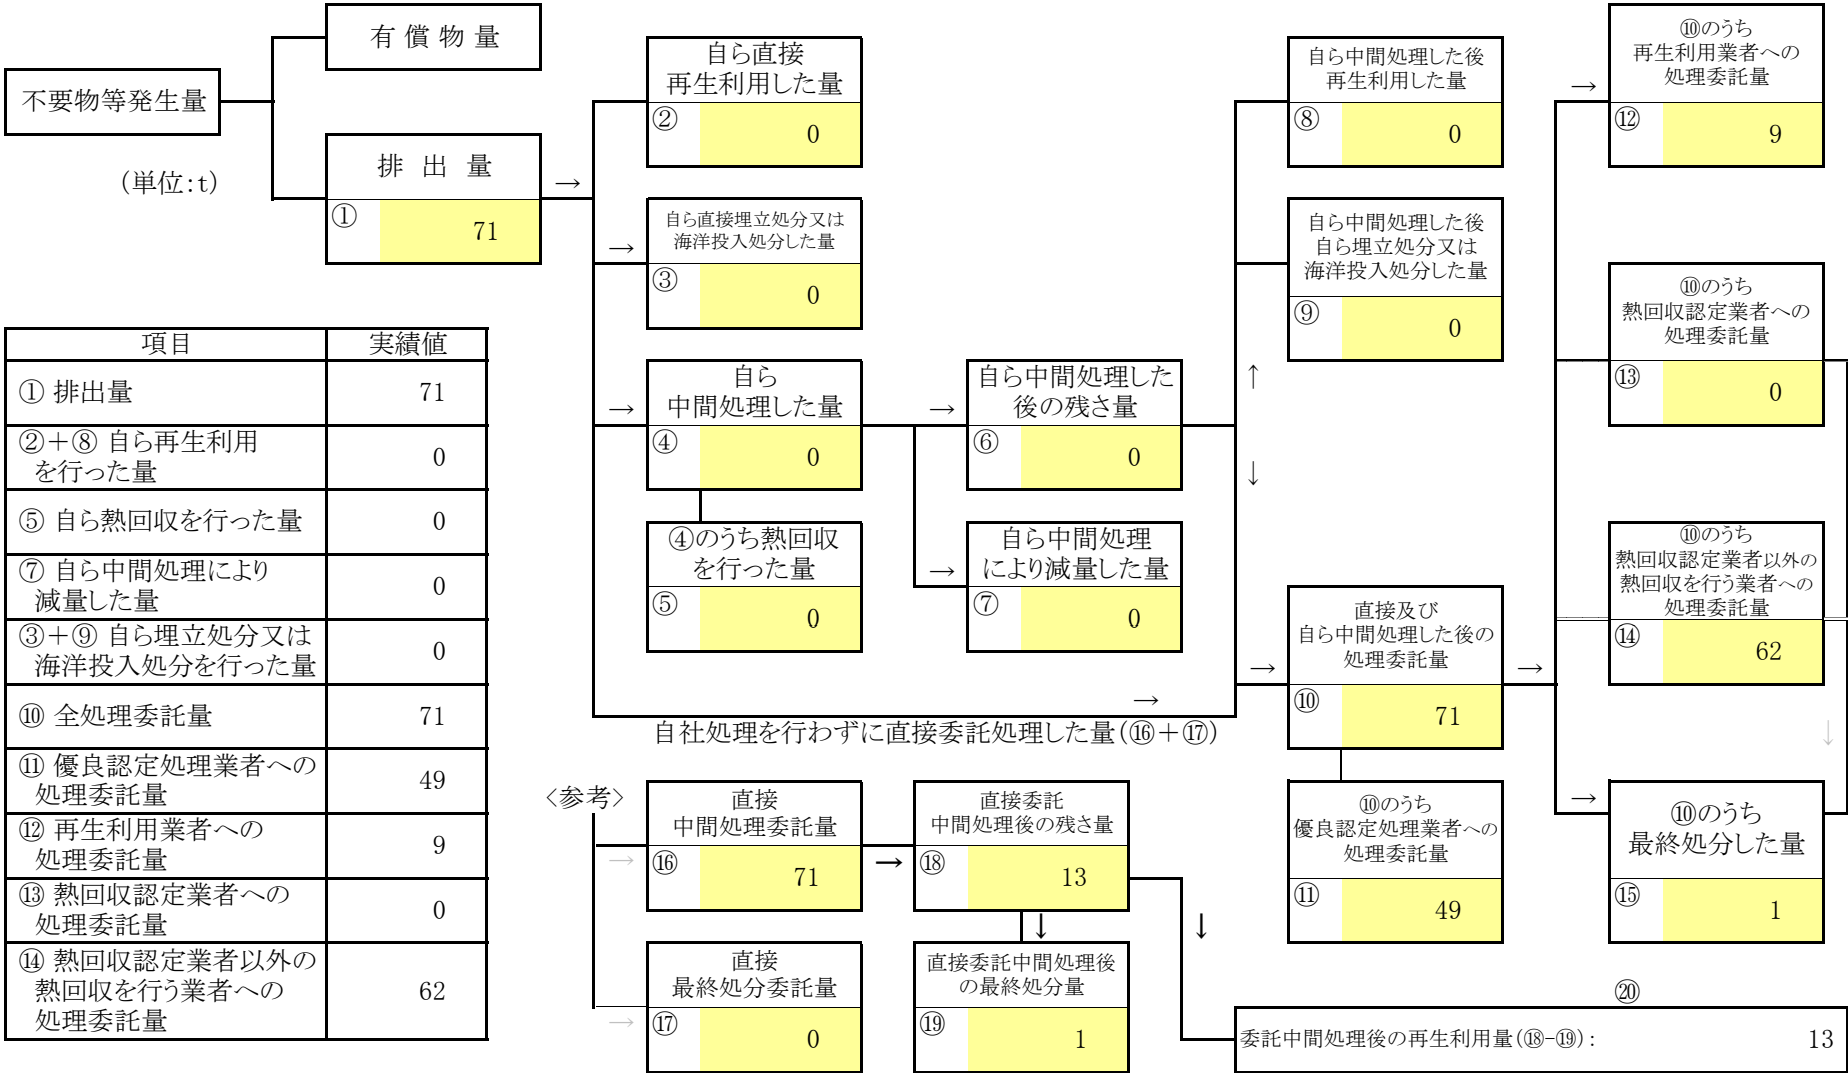 不要物等発生量
(単位:t)
有償物量
排出量
① 71
→
自ら直接
再生利用した量
② 0
→
自ら直接埋立処分又は
海洋投入処分した量
③ 0
→
自ら
中間処理した量
④ 0
④のうち熱回収
を行った量
⑤ 0
→
自ら中間処理した
後の残さ量
⑥ 0
→
自ら中間処理
により減量した量
⑦ 0
↑
↓
自ら中間処理した後
再生利用した量
⑧ 0
自ら中間処理した後
自ら埋立処分又は
海洋投入処分した量
⑨ 0
→
自社処理を行わずに直接委託処理した量(⑯+⑰)
→
直接及び
自ら中間処理した後の
処理委託量
⑩ 71
⑩のうち
優良認定処理業者への
処理委託量
⑪ 49
→
→
⑩のうち
再生利用業者への
処理委託量
⑫ 9
⑩のうち
熱回収認定業者への
処理委託量
⑬ 0
⑩のうち
熱回収認定業者以外の
熱回収を行う業者への
処理委託量
⑭ 62
↓
→
⑩のうち
最終処分した量
⑮ 1
項目 実績値
① 排出量 71
②+⑧ 自ら再生利用
を行った量 0
⑤ 自ら熱回収を行った量 0
⑦ 自ら中間処理により
減量した量 0
③+⑨ 自ら埋立処分又は
海洋投入処分を行った量 0
⑩ 全処理委託量 71
⑪ 優良認定処理業者への
処理委託量 49
⑫ 再生利用業者への
処理委託量 9
⑬ 熱回収認定業者への
処理委託量 0
⑭ 熱回収認定業者以外の
熱回収を行う業者への
処理委託量 62
〈参考〉
→
直接
中間処理委託量
⑯ 71
→
直接
最終処分委託量
⑰ 0
→
直接委託
中間処理後の残さ量
⑱ 13
↓
直接委託中間処理後
の最終処分量
⑲ 1
↓
⑳
委託中間処理後の再生利用量(⑱-⑲): 13